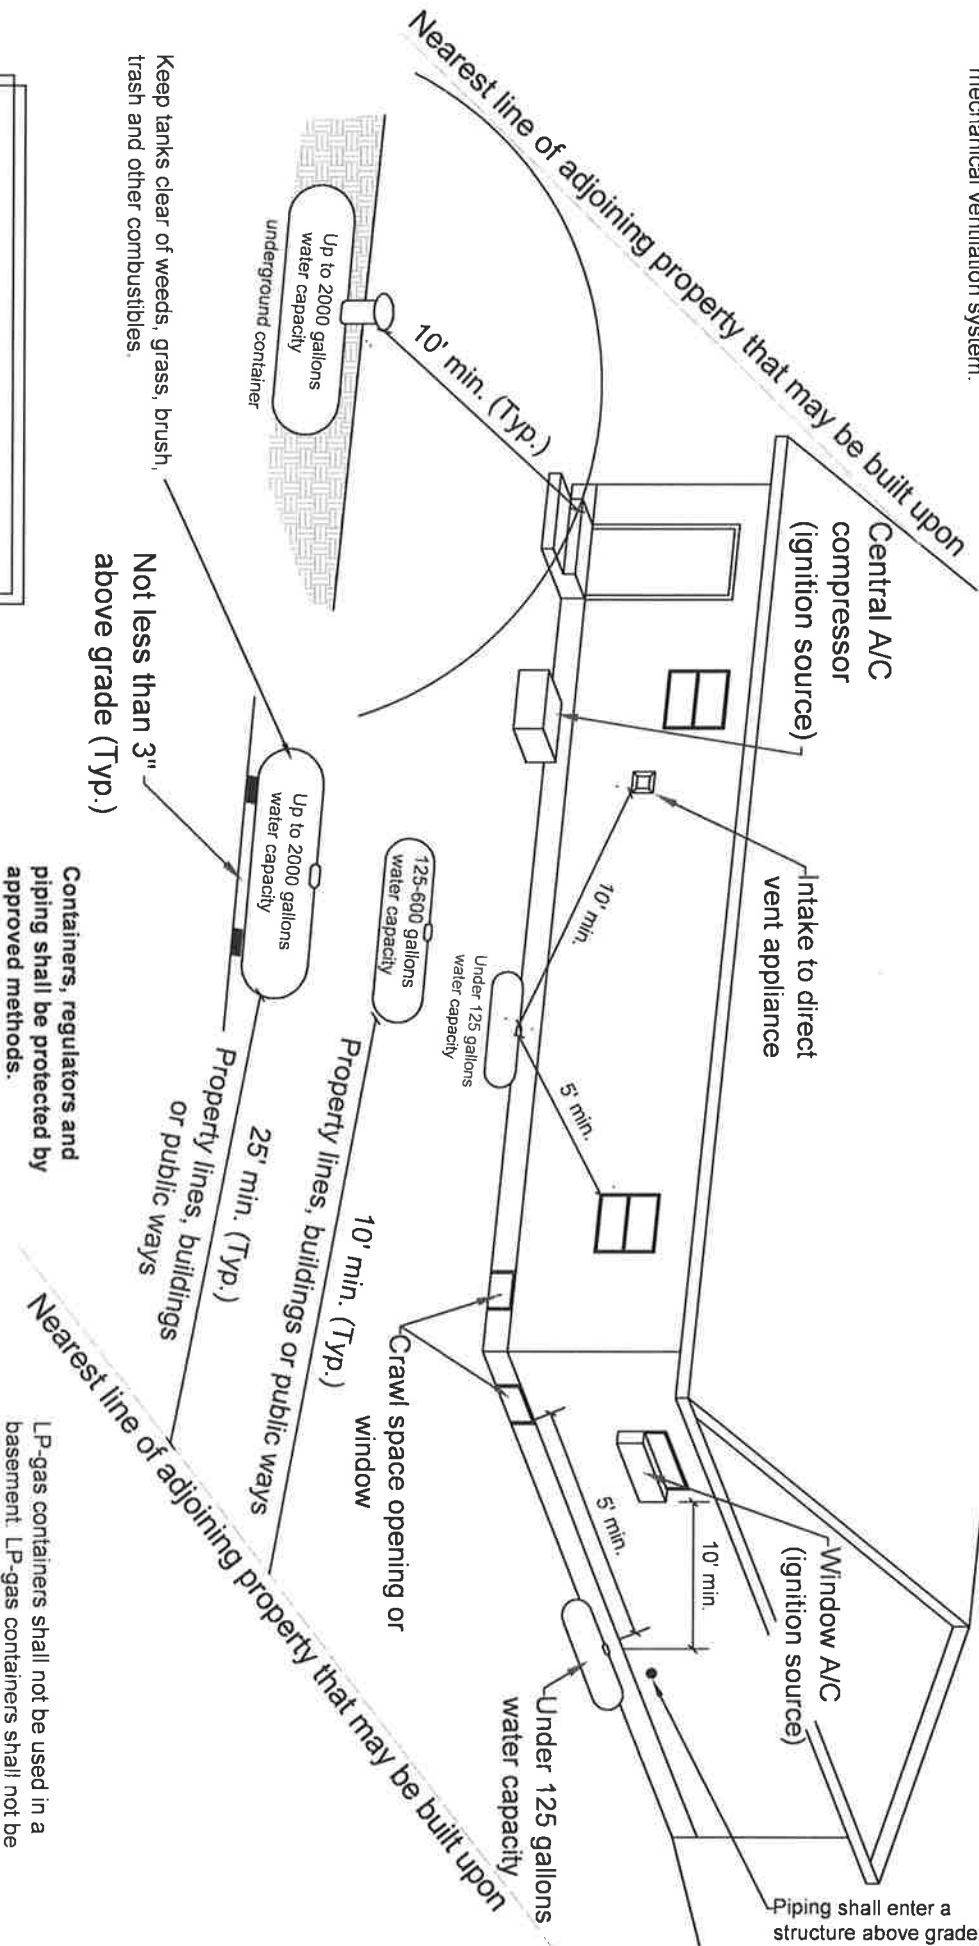 mechanical ventilation system.
Nearest line of adjoining property that may be built upon
Central A/C
compressor
(ignition source)
Intake to direct
vent appliance
Window A/C
(ignition source)
Piping shall enter a
structure above grade
10' min. (Typ.)
10' min.
5' min.
10' min.
5' min.
Up to 2000 gallons
water capacity
underground container
Under 125 gallons
water capacity
125-600 gallons
water capacity
Crawl space opening or
window
Under 125 gallons
water capacity
10' min. (Typ.)
Property lines, buildings or public ways
Up to 2000 gallons
water capacity
25' min. (Typ.)
Property lines, buildings
or public ways
Keep tanks clear of weeds, grass, brush,
trash and other combustibles.
Not less than 3"
above grade (Typ.)
Nearest line of adjoining property that may be built upon
Containers, regulators and
piping shall be protected by
approved methods.
LP-gas containers shall not be used in a
basement. LP-gas containers shall not be